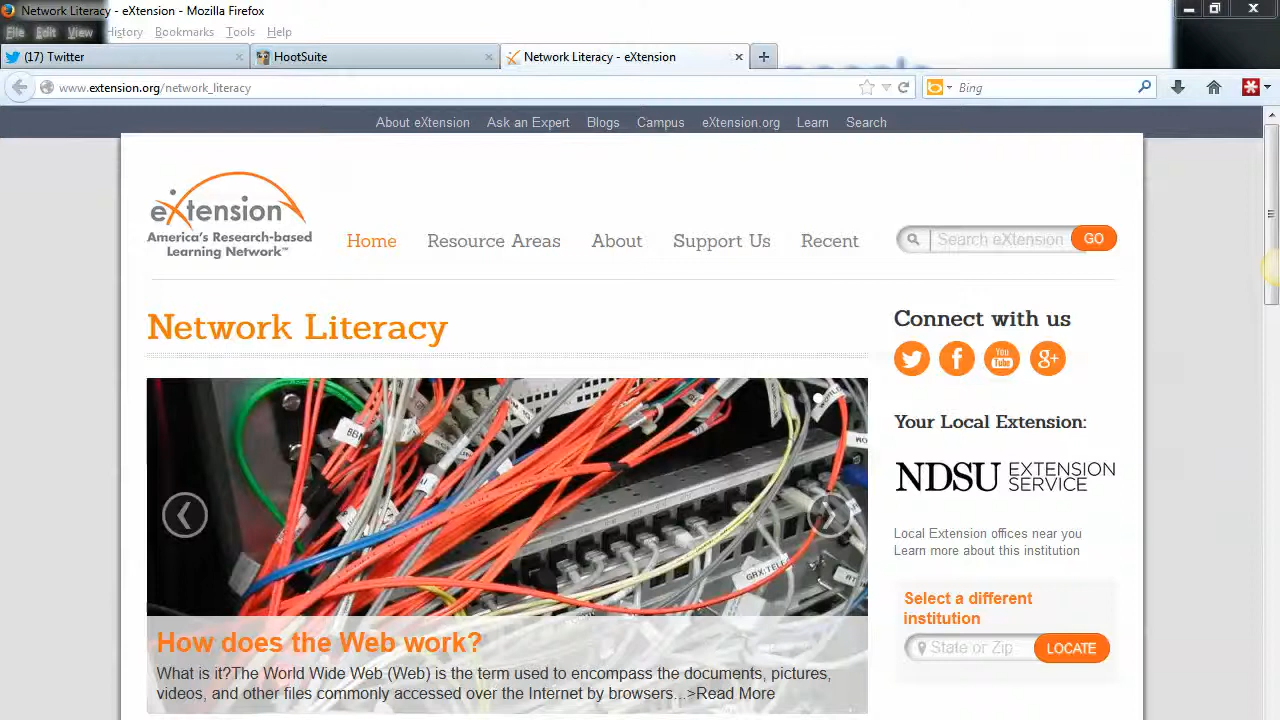 Network Literacy - eXtension - Mozilla Firefox
File Edit View History Bookmarks Tools Help
(17) Twitter
HootSuite
Network Literacy - eXtension
www.extension.org/network_literacy
Bing
About eXtension Ask an Expert Blogs Campus eXtension.org Learn Search
eXtension
America's Research-based
Learning Network™
Home Resource Areas About Support Us Recent
Search eXtension
GO
Network Literacy
How does the Web work?
What is it?The World Wide Web (Web) is the term used to encompass the documents, pictures,
videos, and other files commonly accessed over the Internet by browsers...>Read More
Connect with us
You
Tube
g+
Your Local Extension:
NDSU EXTENSION
SERVICE
Local Extension offices near you
Learn more about this institution
Select a different
institution
State or Zip
LOCATE